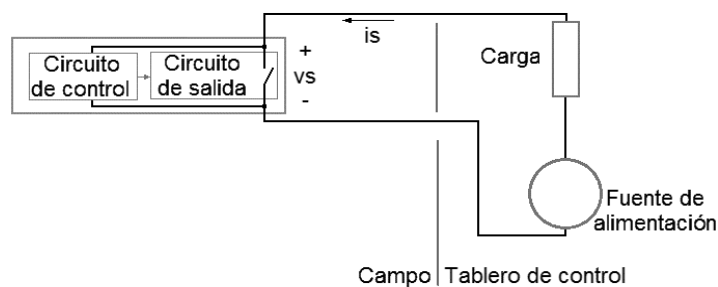 is
Circuito
de control
Circuito
de salida
+
vs
-
Carga
Fuente de
alimentación
Campo
Tablero de control